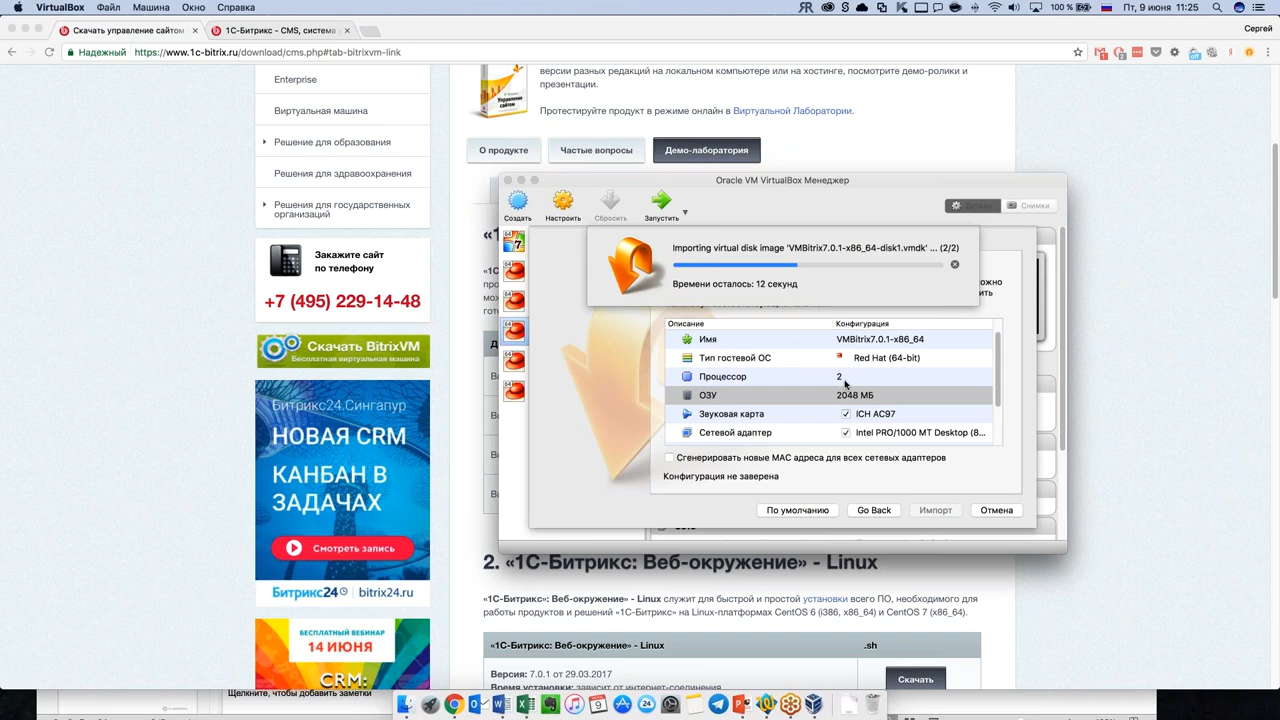 VirtualBox Файл Машина Окно Справка
100 % Пт, 9 июня 11:25
Скачать управление сайтом
1С-Битрикс - CMS, система
Сергей
Надежный https://www.1c-bitrix.ru/download/cms.php#tab-bitrixvm-link
Enterprise
Виртуальная машина
Решение для образования
Решения для здравоохранения
Решения для государственных
организаций
Закажите сайт
по телефону
+7 (495) 229-14-48
Скачать BitrixVM
Бесплатная виртуальная машина
Битрикс24.Сингапур
НОВАЯ CRM
КАНБАН В
ЗАДАЧАХ
Смотреть запись
Битрикс24 bitrix24.ru
БЕСПЛАТНЫЙ ВЕБИНАР
14 ИЮНЯ
CRM:
Щелкните, чтобы добавить заметки
версии разных редакций на локальном компьютере или на хостинге, посмотрите демо-ролики и
презентации.
Протестируйте продукт в режиме онлайн в Виртуальной Лаборатории.
О продукте Частые вопросы Демо-лаборатория
Oracle VM VirtualBox Менеджер
Создать Настроить Сбросить Запустить
Снимки
Importing virtual disk image 'VMBitrix7.0.1-x86_64-disk1.vmdk' ... (2/2)
Времени осталось: 12 секунд
Описание Конфигурация
Имя VMBitrix7.0.1-x86_64
Тип гостевой ОС Red Hat (64-bit)
Процессор 2
ОЗУ 2048 МБ
Звуковая карта ICH AC97
Сетевой адаптер Intel PRO/1000 MT Desktop (8...
Сгенерировать новые MAC адреса для всех сетевых адаптеров
Конфигурация не заверена
По умолчанию Go Back Импорт Отмена
2. «1С-Битрикс: Веб-окружение» - Linux
«1С-Битрикс»: Веб-окружение» - Linux служит для быстрой и простой установки всего ПО, необходимого для
работы продуктов и решений «1С-Битрикс» на Linux-платформах CentOS 6 (i386, x86_64) и CentOS 7 (x86_64).
«1С-Битрикс: Веб-окружение» - Linux .sh
Версия: 7.0.1 от 29.03.2017
Время установки: зависит от интернет-соединения
Скачать